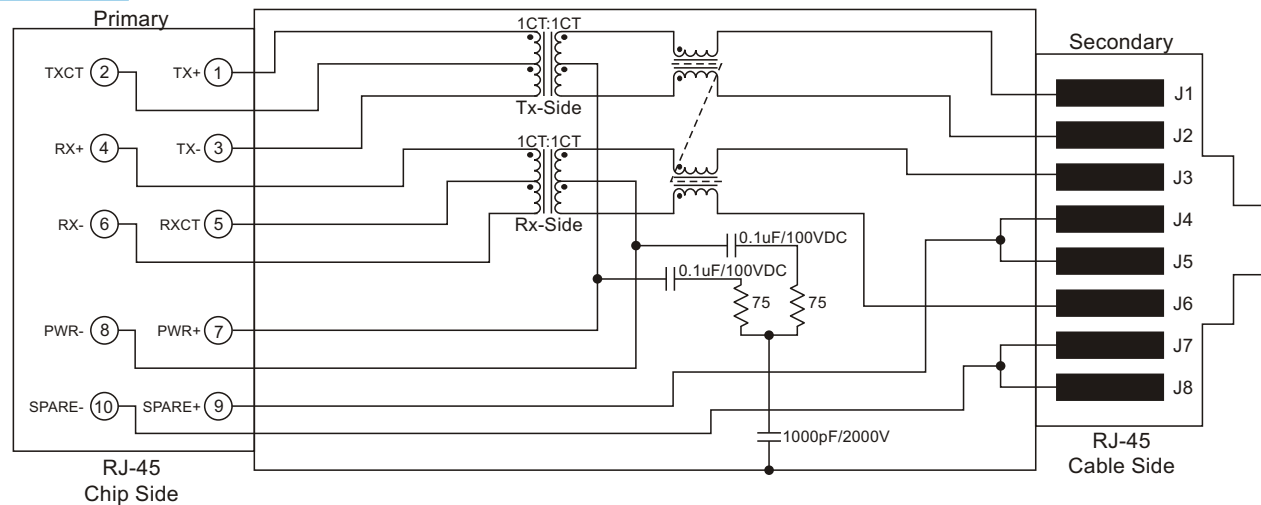 Primary
1CT:1CT
Secondary
TXCT 2 TX+ 1
J1
Tx-Side
J2
RX+ 4 TX- 3
1CT:1CT
J3
RX- 6 RXCT 5
Rx-Side
J4
0.1uF/100VDC
J5
0.1uF/100VDC
75 75
J6
PWR- 8 PWR+ 7
J7
J8
SPARE- 10 SPARE+ 9
1000pF/2000V
RJ-45
Cable Side
RJ-45
Chip Side